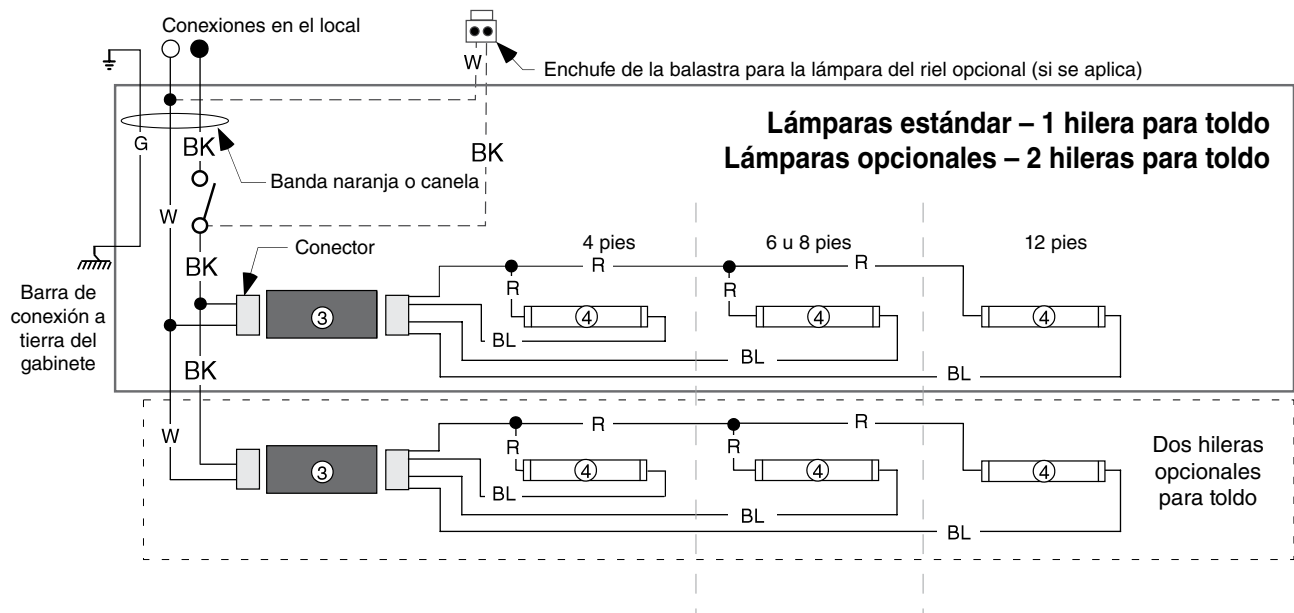 Conexiones en el local
W
Enchufe de la balastra para la lámpara del riel opcional (si se aplica)
Lámparas estándar – 1 hilera para toldo
Lámparas opcionales – 2 hileras para toldo
G
BK
BK
Banda naranja o canela
W
Conector
4 pies
6 u 8 pies
12 pies
BK
R
R
R
R
Barra de
conexión a
tierra del
gabinete
3
4
4
4
BL
BL
BL
BK
W
R
R
R
R
3
4
4
4
BL
BL
BL
Dos hileras
opcionales
para toldo